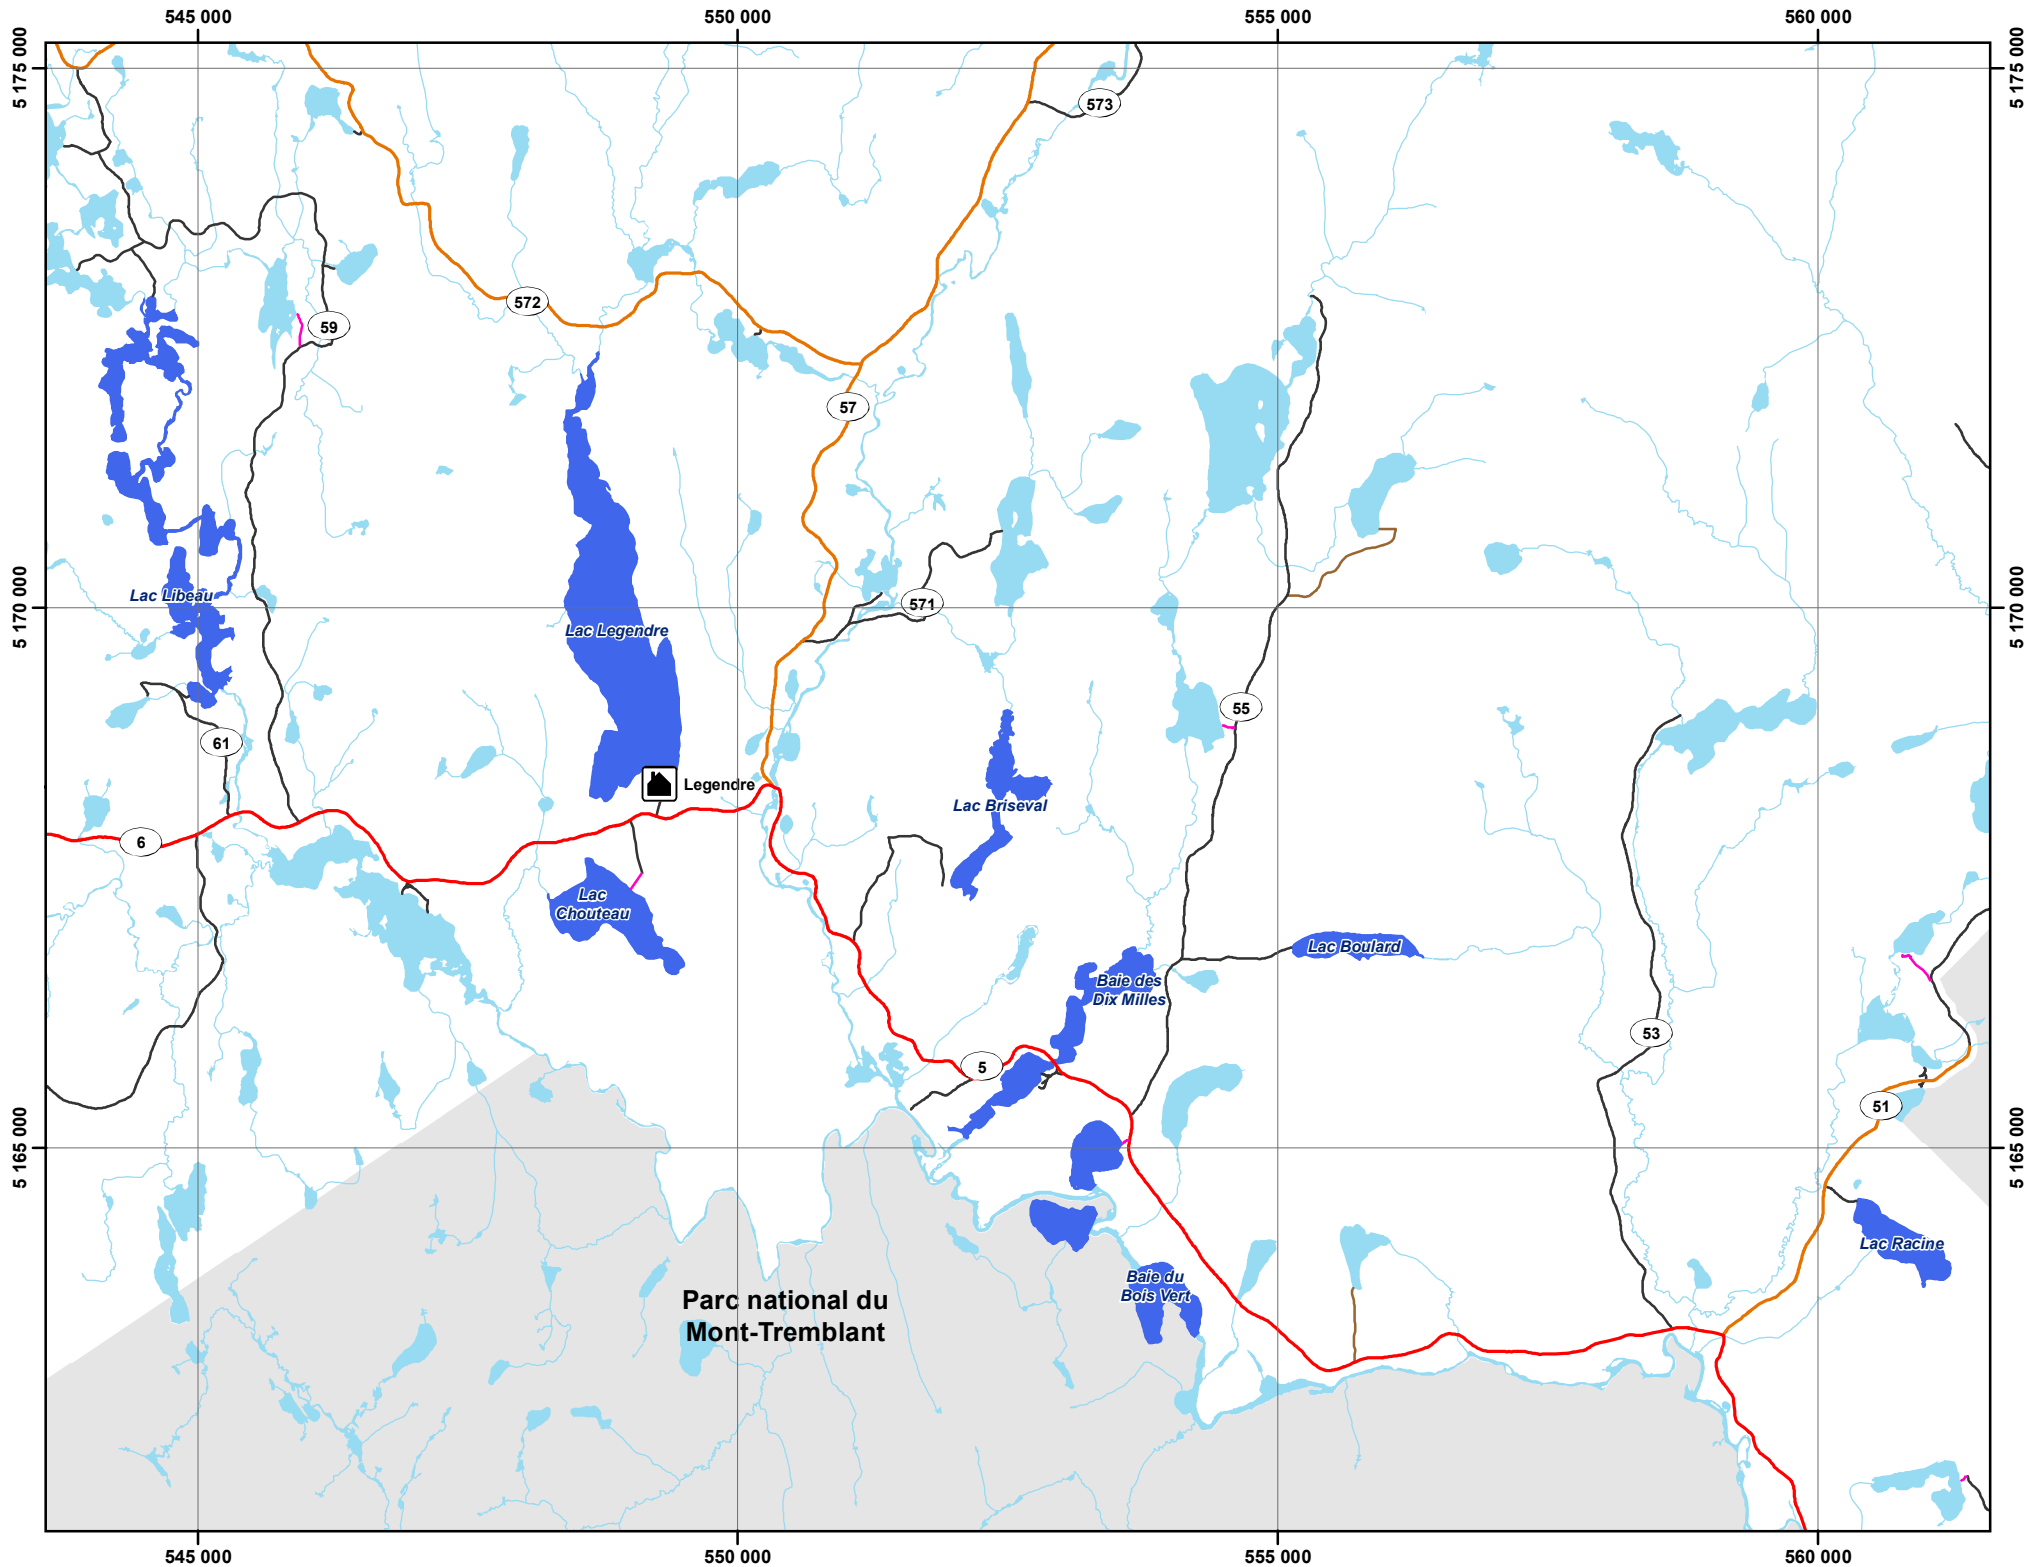 545 000
550 000
555 000
560 000
5 175 000
5 175 000
573
572
59
57
Lac Libeau
5 170 000
571
5 170 000
Lac Legendre
55
61
Legendre
Lac Briseval
6
Lac
Chouteau
Lac Boulard
Baie des
Dix Milles
53
5
51
5 165 000
5 165 000
Lac Racine
Baie du
Bois Vert
Parc national du
Mont-Tremblant
545 000
550 000
555 000
560 000